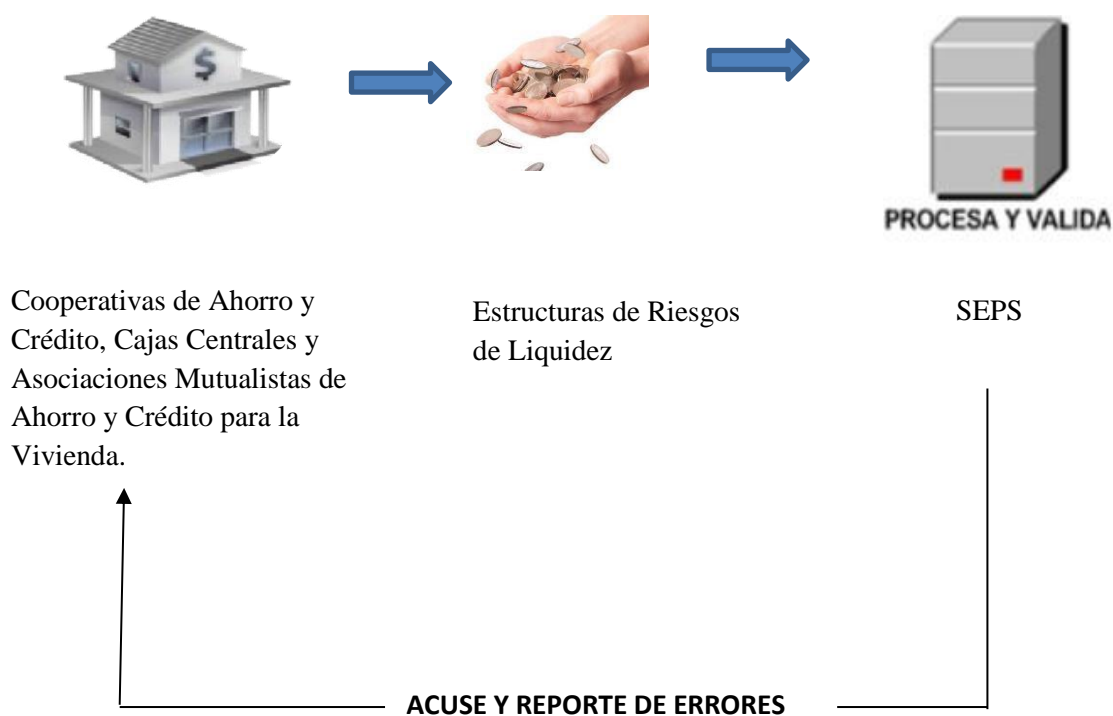 $
PROCESA Y VALIDA
Cooperativas de Ahorro y
Crédito, Cajas Centrales y
Asociaciones Mutualistas de
Ahorro y Crédito para la
Vivienda.
Estructuras de Riesgos
de Liquidez
SEPS
ACUSE Y REPORTE DE ERRORES